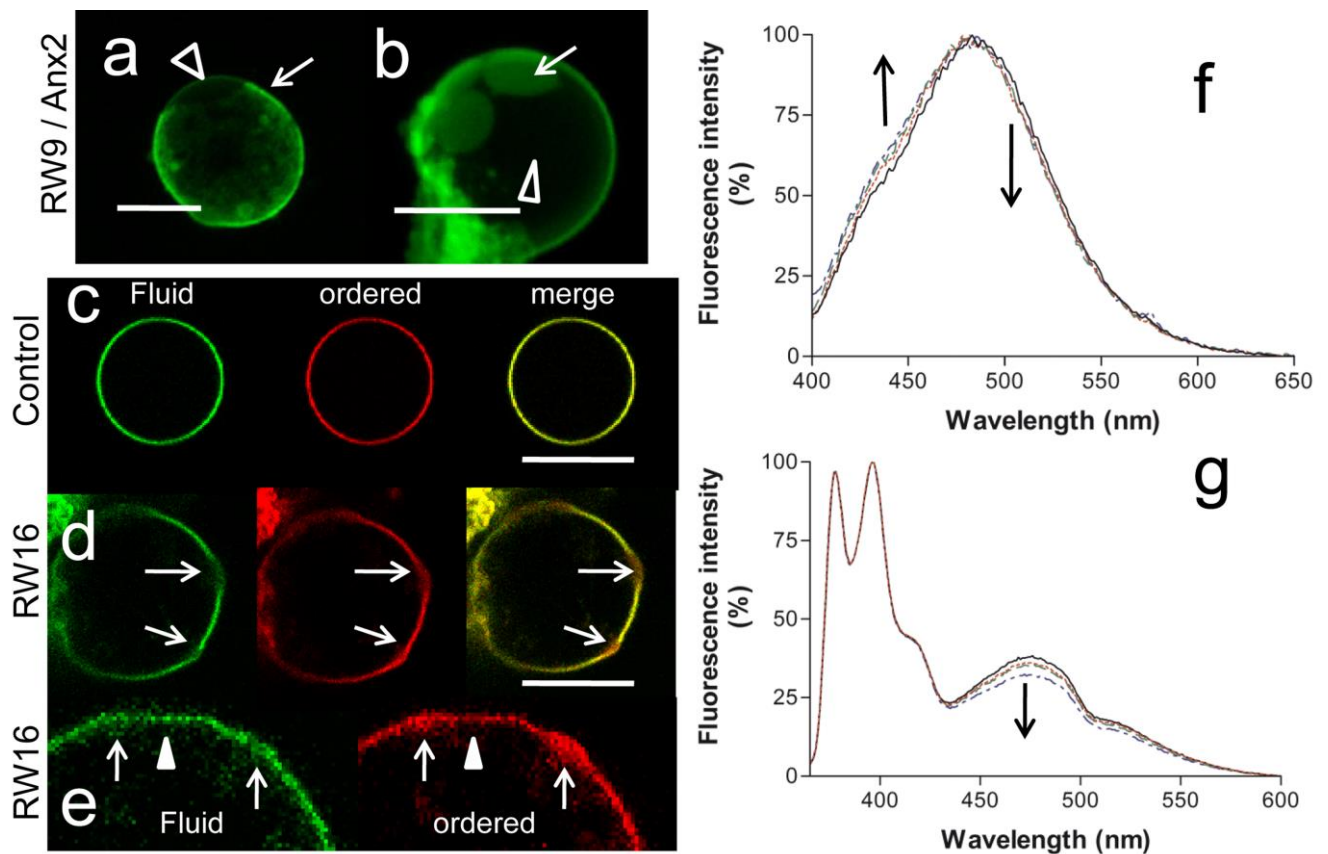 RW9 / Anx2
a
b
Control
c
Fluid
ordered
merge
RW16
d
RW16
e
Fluid
ordered
f
Fluorescence intensity
(%)
100
75
50
25
0
400 450 500 550 600 650
Wavelength (nm)
g
Fluorescence intensity
(%)
100
75
50
25
0
400 450 500 550 600
Wavelength (nm)